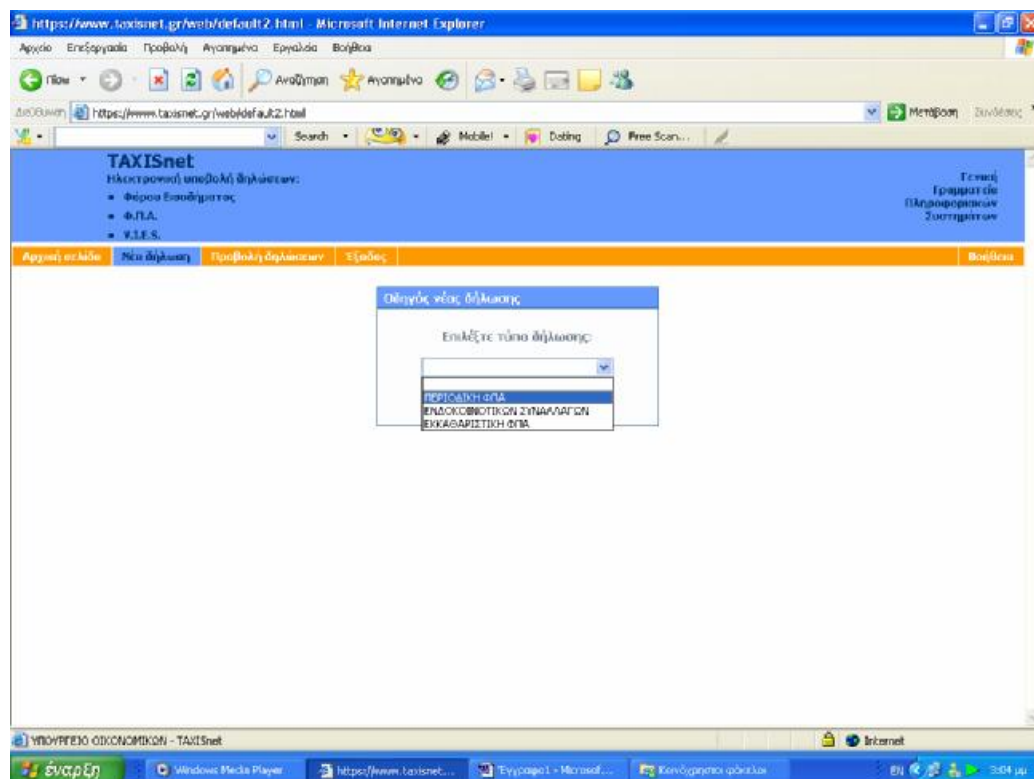 https://www.taxisnet.gr/web/default2.html - Microsoft Internet Explorer
Αρχείο Επεξεργασία Προβολή Αγαπημένα Εργαλεία Βοήθεια
Πίσω Αναζήτηση Αγαπημένα
Διεύθυνση https://www.taxisnet.gr/web/default2.html Μετάβαση Συνδέσεις
Search Mobile! Dating Free Scan...
TAXISnet
Ηλεκτρονική υποβολή δηλώσεων:
Φόρου Εισοδήματος
Φ.Π.Α.
V.I.E.S.
Γενική
Γραμματεία
Πληροφοριακών
Συστημάτων
Αρχική σελίδα Νέα δήλωση Προβολή δηλώσεων Έξοδος Βοήθεια
Οδηγός νέας δήλωσης
Επιλέξτε τύπο δήλωσης:
ΠΕΡΙΟΔΙΚΗ ΦΠΑ
ΕΝΔΟΚΟΙΝΟΤΙΚΩΝ ΣΥΝΑΛΛΑΓΩΝ
ΕΚΚΑΘΑΡΙΣΤΙΚΗ ΦΠΑ
ΥΠΟΥΡΓΕΙΟ ΟΙΚΟΝΟΜΙΚΩΝ - TAXISnet Internet
έναρξη Windows Media Player https://www.taxisnet... Έγγραφο1 - Microsof... Κοινόχρηστοι φάκελοι EN 3:04 μμ